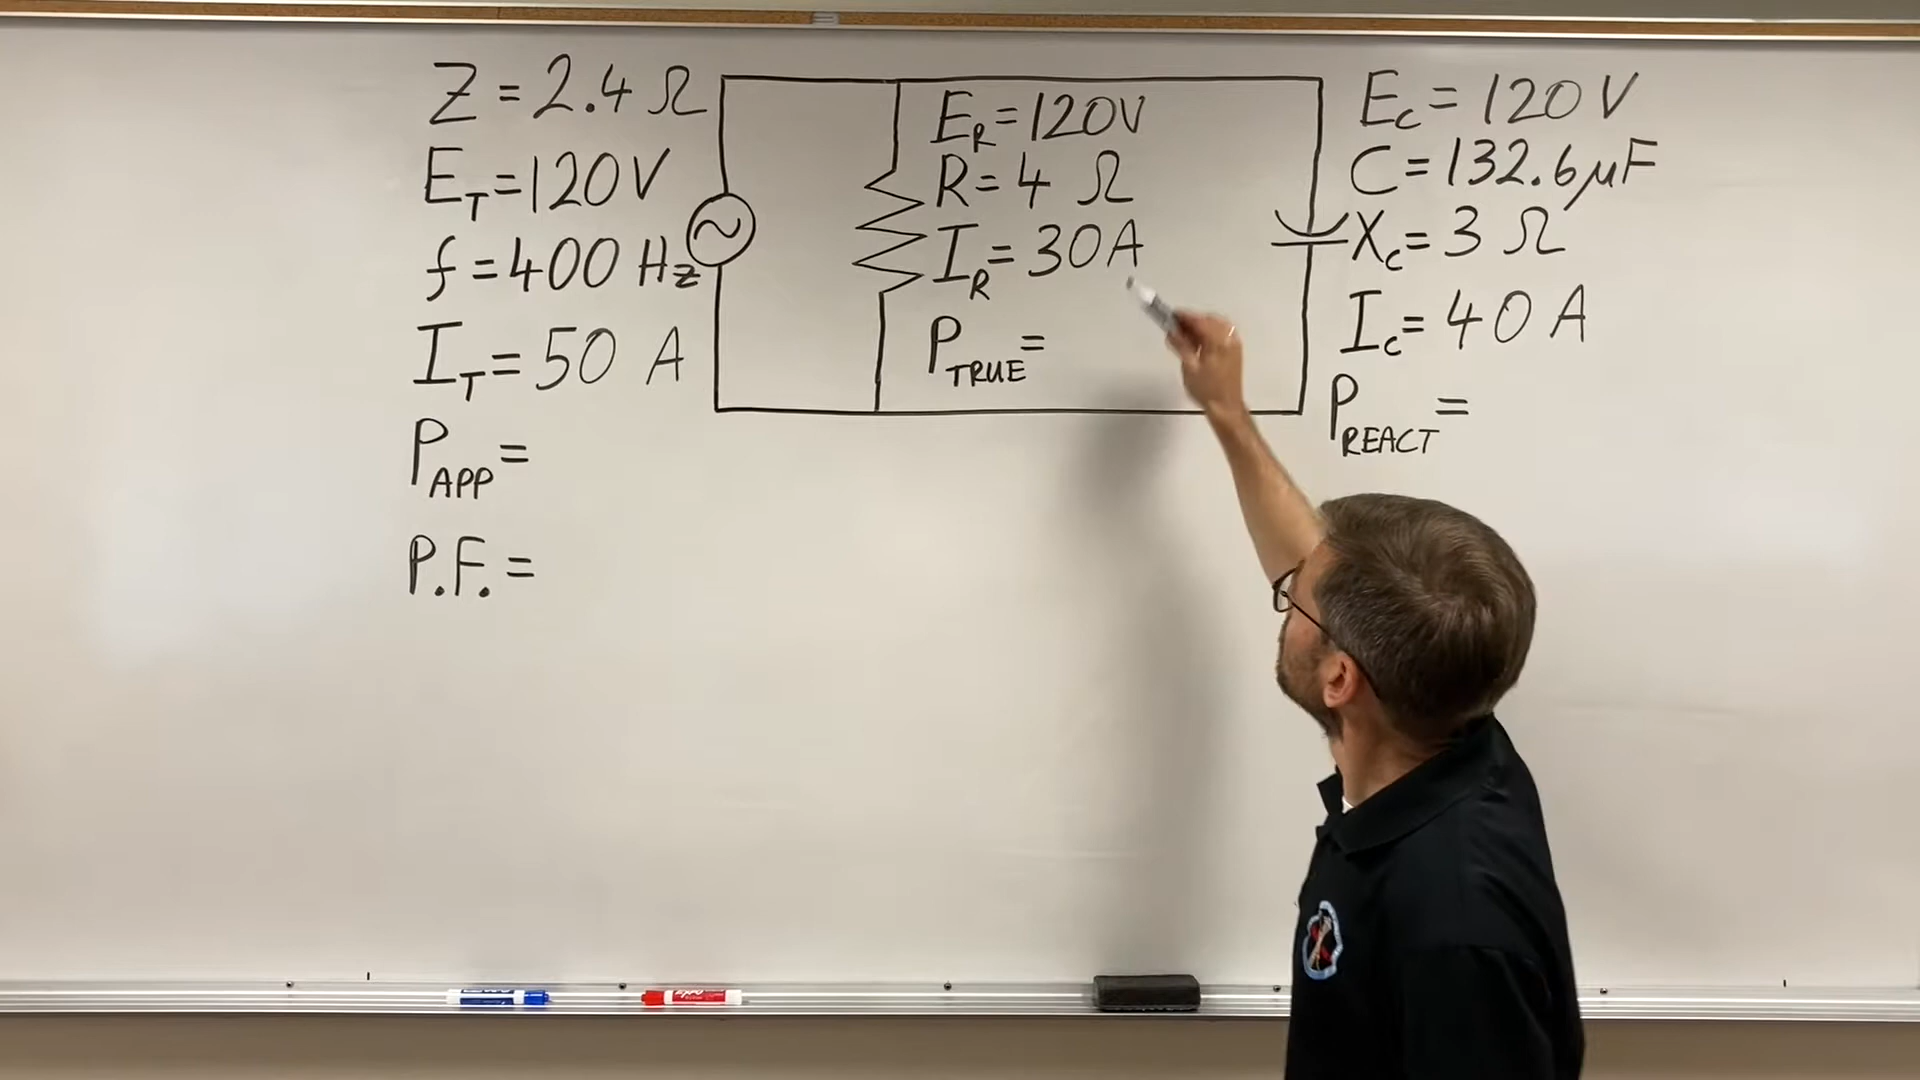 Z = 2.4 Ω
E_T = 120 V
f = 400 Hz
I_T = 50 A
P_APP =
P.F. =
E_R = 120V
R = 4 Ω
I_R = 30A
P_TRUE =
E_C = 120 V
C = 132.6 μF
X_C = 3 Ω
I_C = 40 A
P_REACT =